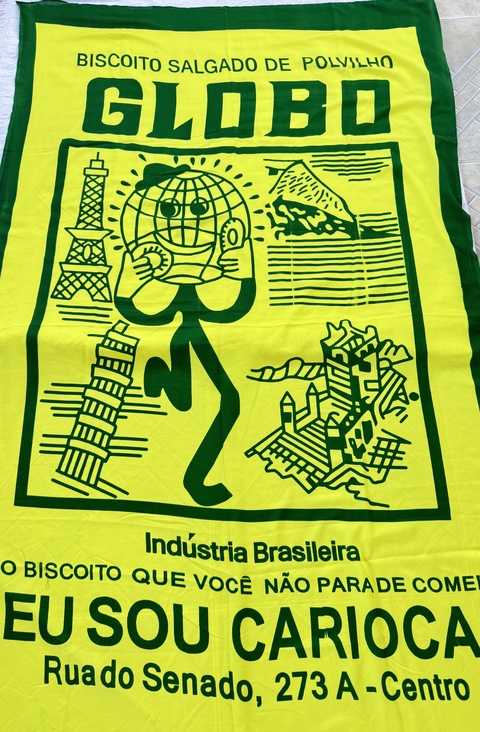 BISCOITO SALGADO DE POLVILHO
GLOBO
Indústria Brasileira
O BISCOITO QUE VOCÊ NÃO PARA DE COMER
EU SOU CARIOCA
Rua do Senado, 273 A - Centro